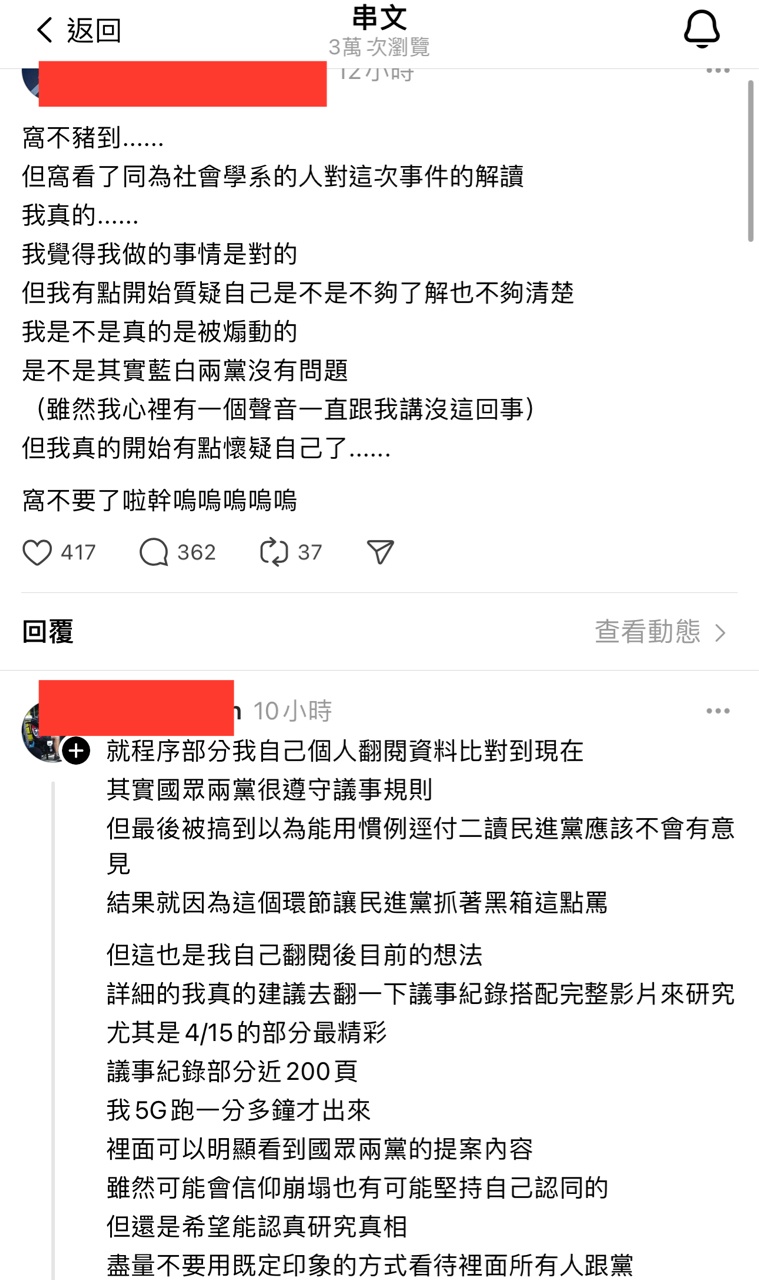 返回
串文
3萬次瀏覽
12小時
窩不豬到……
但窩看了同為社會學系的人對這次事件的解讀
我真的……
我覺得我做的事情是對的
但我有點開始質疑自己是不是不夠了解也不夠清楚
我是不是真的是被煽動的
是不是其實藍白兩黨沒有問題
（雖然我心裡有一個聲音一直跟我講沒這回事）
但我真的開始有點懷疑自己了……
窩不要了啦幹嗚嗚嗚嗚嗚
417 362 37
回覆
查看動態
n 10小時
就程序部分我自己個人翻閱資料比對到現在
其實國眾兩黨很遵守議事規則
但最後被搞到以為能用慣例逕付二讀民進黨應該不會有意
見
結果就因為這個環節讓民進黨抓著黑箱這點罵
但這也是我自己翻閱後目前的想法
詳細的我真的建議去翻一下議事紀錄搭配完整影片來研究
尤其是4/15的部分最精彩
議事紀錄部分近200頁
我5G跑一分多鐘才出來
裡面可以明顯看到國眾兩黨的提案內容
雖然可能會信仰崩塌也有可能堅持自己認同的
但還是希望能認真研究真相
盡量不要用既定印象的方式看待裡面所有人跟黨